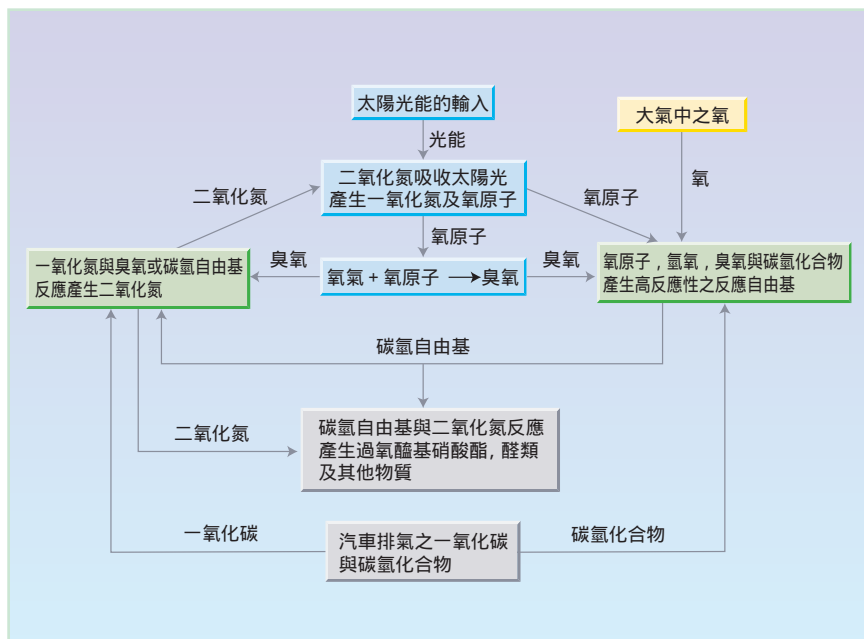 太陽光能的輸入
大氣中之氧
光能
氧
二氧化氮吸收太陽光
產生一氧化氮及氧原子
二氧化氮
氧原子
氧原子
一氧化氮與臭氧或碳氫自由基
反應產生二氧化氮
臭氧
氧氣 + 氧原子 → 臭氧
臭氧
氧原子，氫氧，臭氧與碳氫化合物
產生高反應性之反應自由基
碳氫自由基
二氧化氮
碳氫自由基與二氧化氮反應
產生過氧醯基硝酸酯，醛類
及其他物質
一氧化碳
汽車排氣之一氧化碳
與碳氫化合物
碳氫化合物